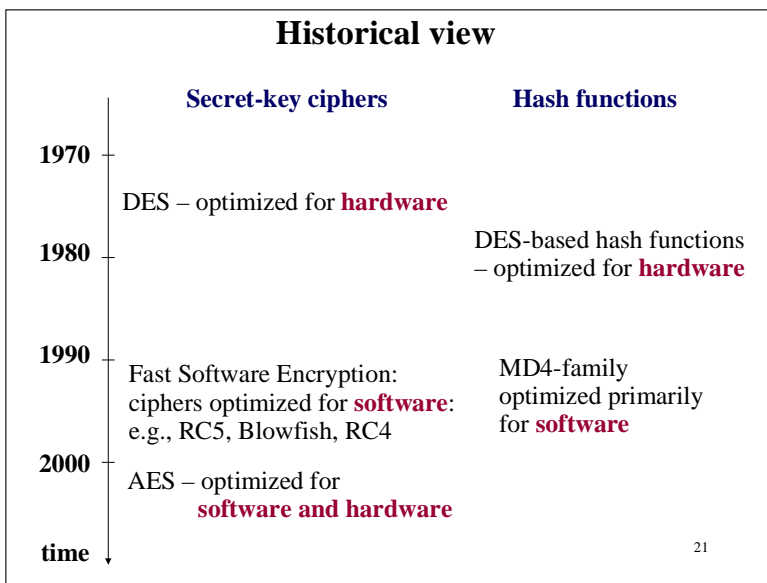 Historical view
Secret-key ciphers
Hash functions
1970
DES – optimized for hardware
DES-based hash functions
1980
– optimized for hardware
1990
Fast Software Encryption:
ciphers optimized for software:
e.g., RC5, Blowfish, RC4
MD4-family
optimized primarily
for software
2000
AES – optimized for
software and hardware
time
21